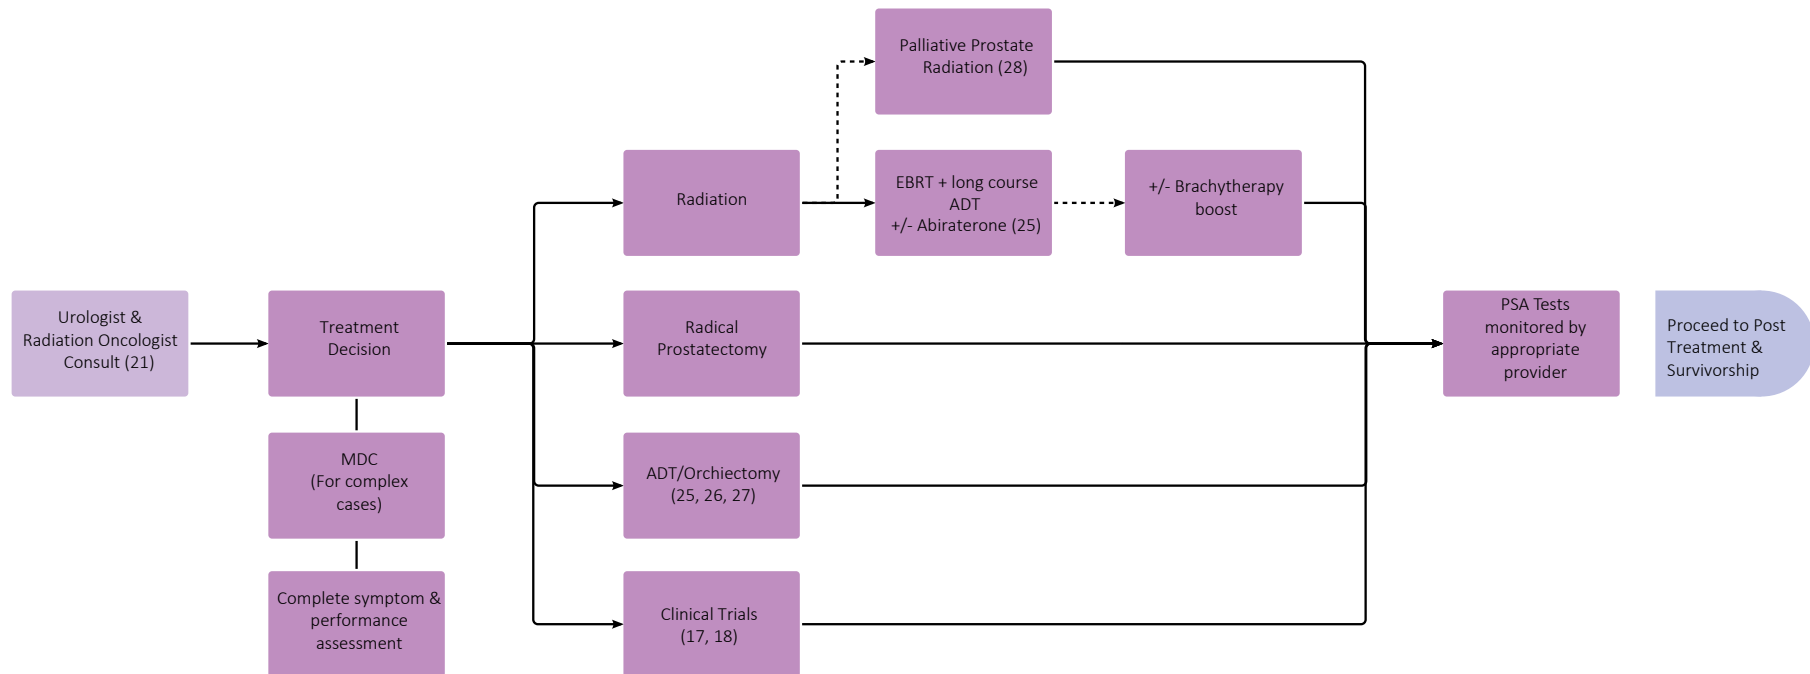 Palliative Prostate
Radiation (28)
Radiation
EBRT + long course
ADT
+/- Abiraterone (25)
+/- Brachytherapy
boost
Urologist &
Radiation Oncologist
Consult (21)
Treatment
Decision
Radical
Prostatectomy
PSA Tests
monitored by
appropriate
provider
Proceed to Post
Treatment &
Survivorship
MDC
(For complex
cases)
ADT/Orchiectomy
(25, 26, 27)
Complete symptom &
performance
assessment
Clinical Trials
(17, 18)